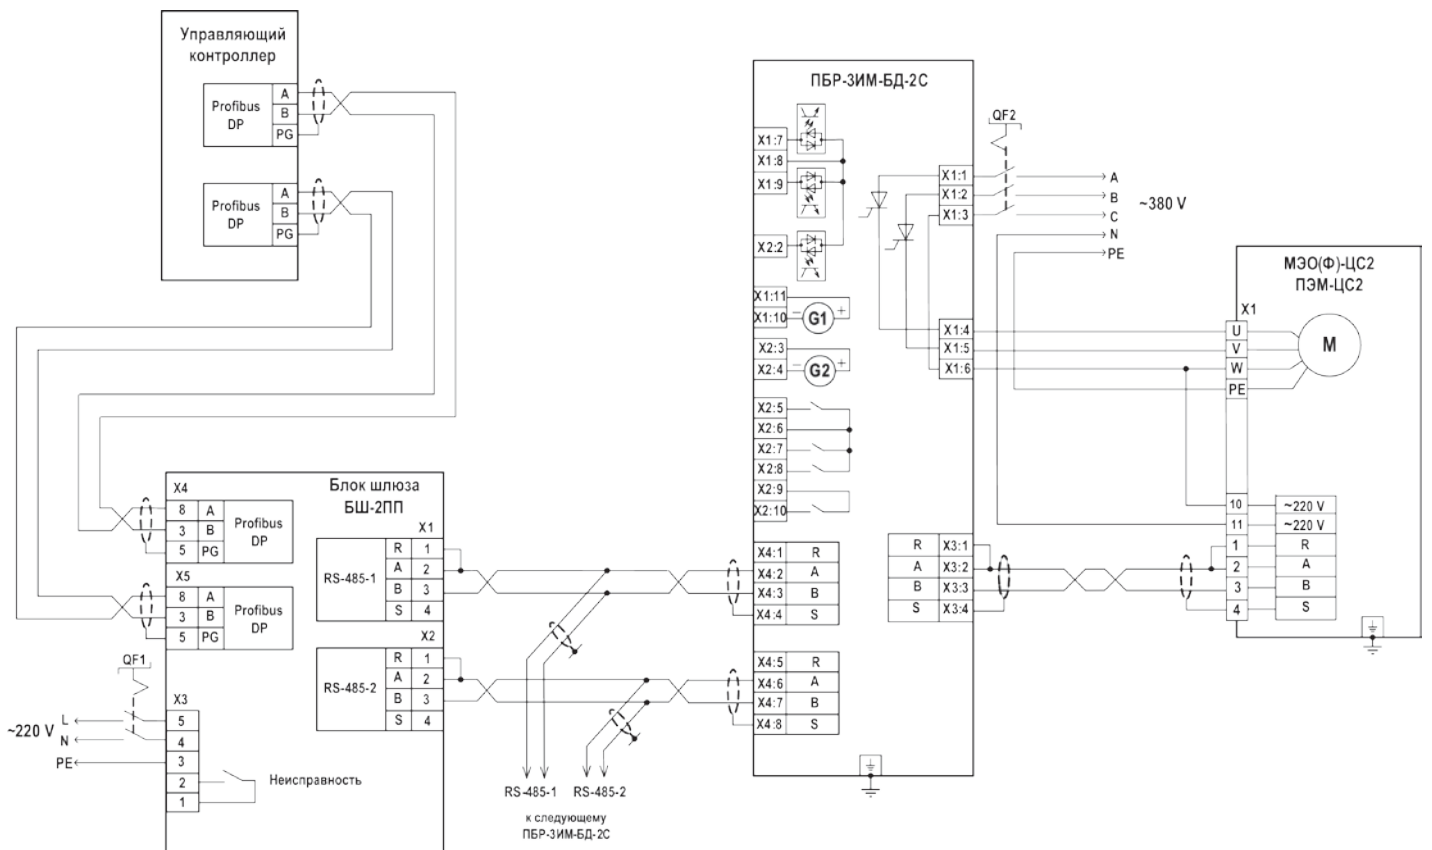 Управляющий
контроллер
Profibus
DP
A
B
PG
Profibus
DP
A
B
PG
Блок шлюза
БШ-2ПП
X4
8 A
3 B
5 PG
Profibus
DP
X5
8 A
3 B
5 PG
Profibus
DP
X1
RS-485-1
R 1
A 2
B 3
S 4
X2
RS-485-2
R 1
A 2
B 3
S 4
QF1
X3
5
4
3
2
1
~220 V
L
N
PE
Неисправность
RS-485-1 RS-485-2
к следующему
ПБР-3ИМ-БД-2С
ПБР-3ИМ-БД-2С
X1:7
X1:8
X1:9
X2:2
X1:11
X1:10
− G1 +
X2:3
X2:4
− G2 +
X2:5
X2:6
X2:7
X2:8
X2:9
X2:10
X4:1 R
X4:2 A
X4:3 B
X4:4 S
X4:5 R
X4:6 A
X4:7 B
X4:8 S
X1:1
X1:2
X1:3
X1:4
X1:5
X1:6
R X3:1
A X3:2
B X3:3
S X3:4
QF2
A
B
C
N
PE
~380 V
МЭО(Ф)-ЦС2
ПЭМ-ЦС2
X1
U
V
W
PE
M
10 ~220 V
11 ~220 V
1 R
2 A
3 B
4 S